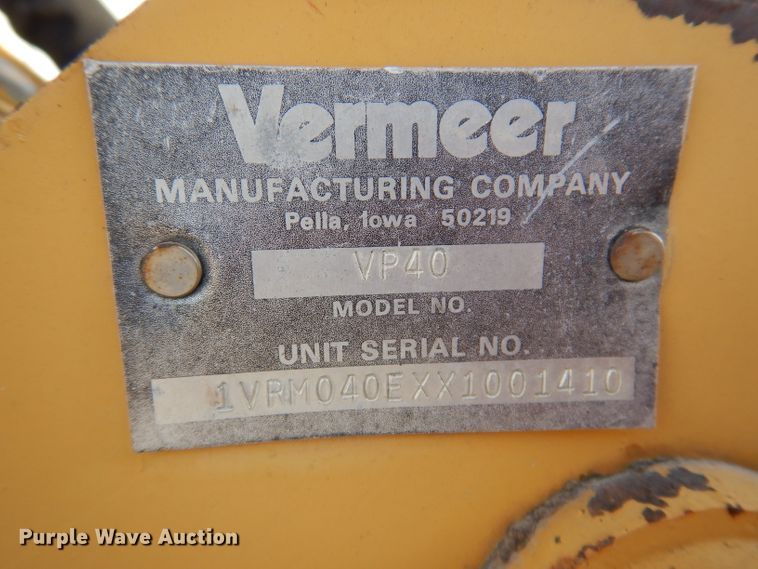 Vermeer
MANUFACTURING COMPANY
Pella, Iowa 50219
VP40
MODEL NO.
UNIT SERIAL NO.
1VRM040EXX1001410
Purple Wave Auction